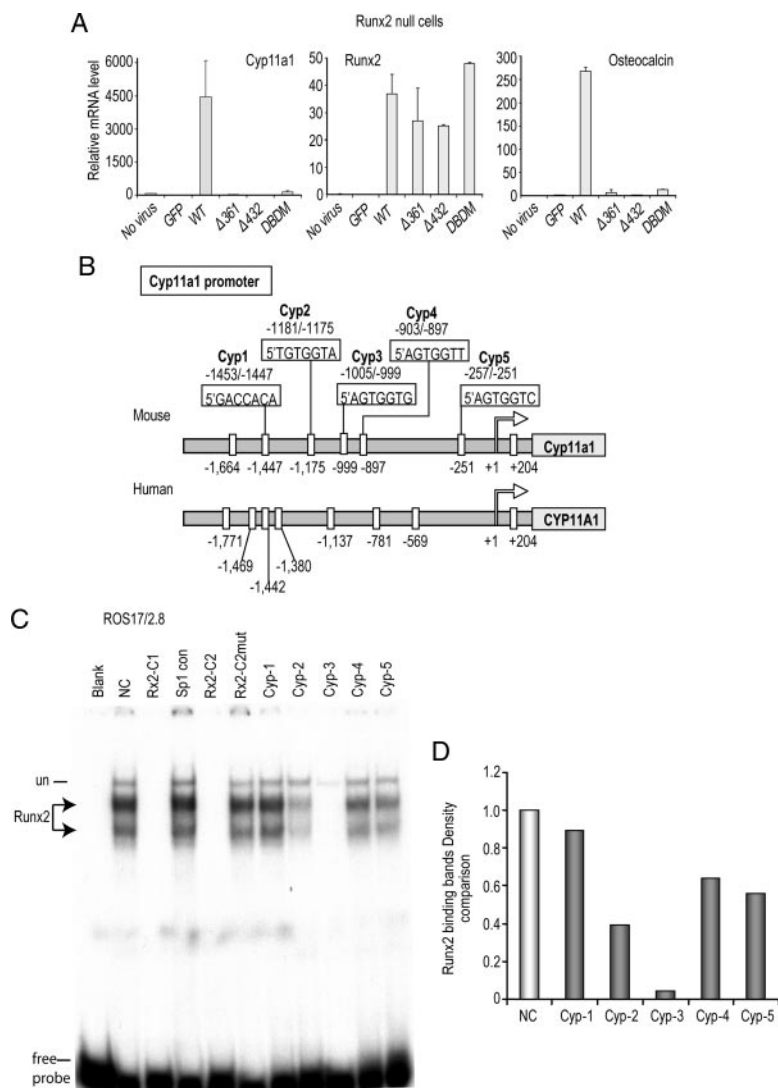 A
Runx2 null cells
Relative mRNA level
6000
4500
3000
1500
0
Cyp11a1
No virus
GFP
WT
Δ361
Δ432
DBDM
50
40
30
20
10
0
Runx2
No virus
GFP
WT
Δ361
Δ432
DBDM
300
250
200
150
100
50
0
Osteocalcin
No virus
GFP
WT
Δ361
Δ432
DBDM
B
Cyp11a1 promoter
Cyp2
-1181/-1175
5'TGTGGTA
Cyp4
-903/-897
5'AGTGGTT
Cyp1
-1453/-1447
5'GACCACA
Cyp3
-1005/-999
5'AGTGGTG
Cyp5
-257/-251
5'AGTGGTC
Mouse
Cyp11a1
-1,664
-1,447
-1,175
-999
-897
-251
+1
+204
Human
CYP11A1
-1,771
-1,469
-1,442
-1,380
-1,137
-781
-569
+1
+204
C
ROS17/2.8
Blank
NC
Rx2-C1
Sp1 con
Rx2-C2
Rx2-C2mut
Cyp-1
Cyp-2
Cyp-3
Cyp-4
Cyp-5
un
Runx2
free
probe
D
Runx2 binding bands Density
comparison
1.2
1.0
0.8
0.6
0.4
0.2
0
NC
Cyp-1
Cyp-2
Cyp-3
Cyp-4
Cyp-5